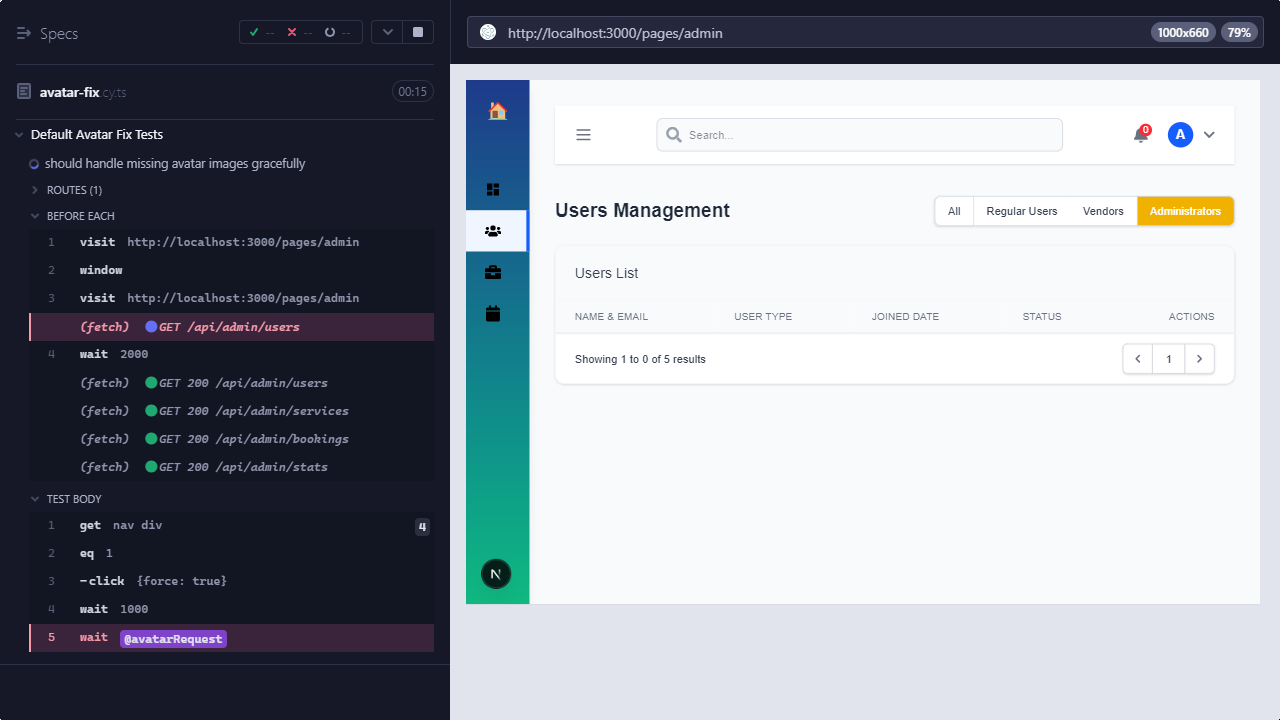 Specs
-- -- --
avatar-fix.cy.ts 00:15
Default Avatar Fix Tests
should handle missing avatar images gracefully
ROUTES (1)
BEFORE EACH
1 visit http://localhost:3000/pages/admin
2 window
3 visit http://localhost:3000/pages/admin
(fetch) GET /api/admin/users
4 wait 2000
(fetch) GET 200 /api/admin/users
(fetch) GET 200 /api/admin/services
(fetch) GET 200 /api/admin/bookings
(fetch) GET 200 /api/admin/stats
TEST BODY
1 get nav div 4
2 eq 1
3 -click {force: true}
4 wait 1000
5 wait @avatarRequest
http://localhost:3000/pages/admin 1000x660 79%
Search... 0 A
Users Management All Regular Users Vendors Administrators
Users List
NAME & EMAIL USER TYPE JOINED DATE STATUS ACTIONS
Showing 1 to 0 of 5 results 1
N